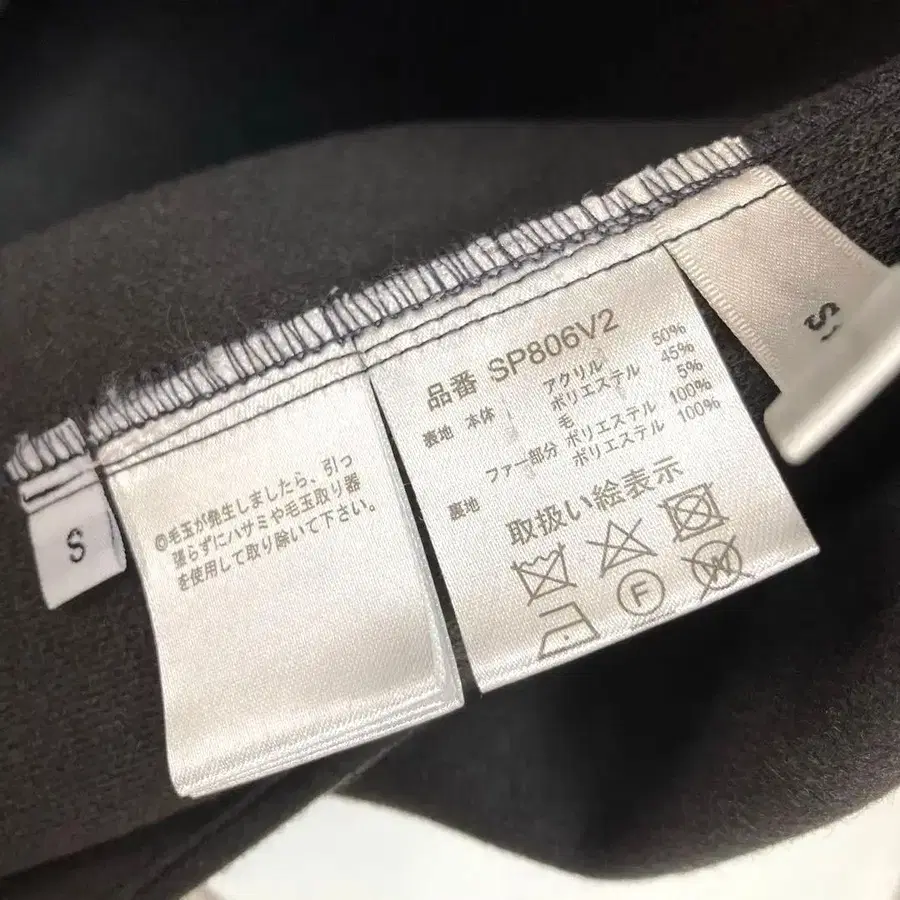 S
◎毛玉が発生しましたら、引っ
張らずにハサミや毛玉取り器
を使用して取り除いて下さい。
品番 SP806V2
表地 本体 アクリル 50%
ポリエステル 45%
毛 5%
ファー部分 ポリエステル 100%
裏地 ポリエステル 100%
取扱い絵表示
F
W
S